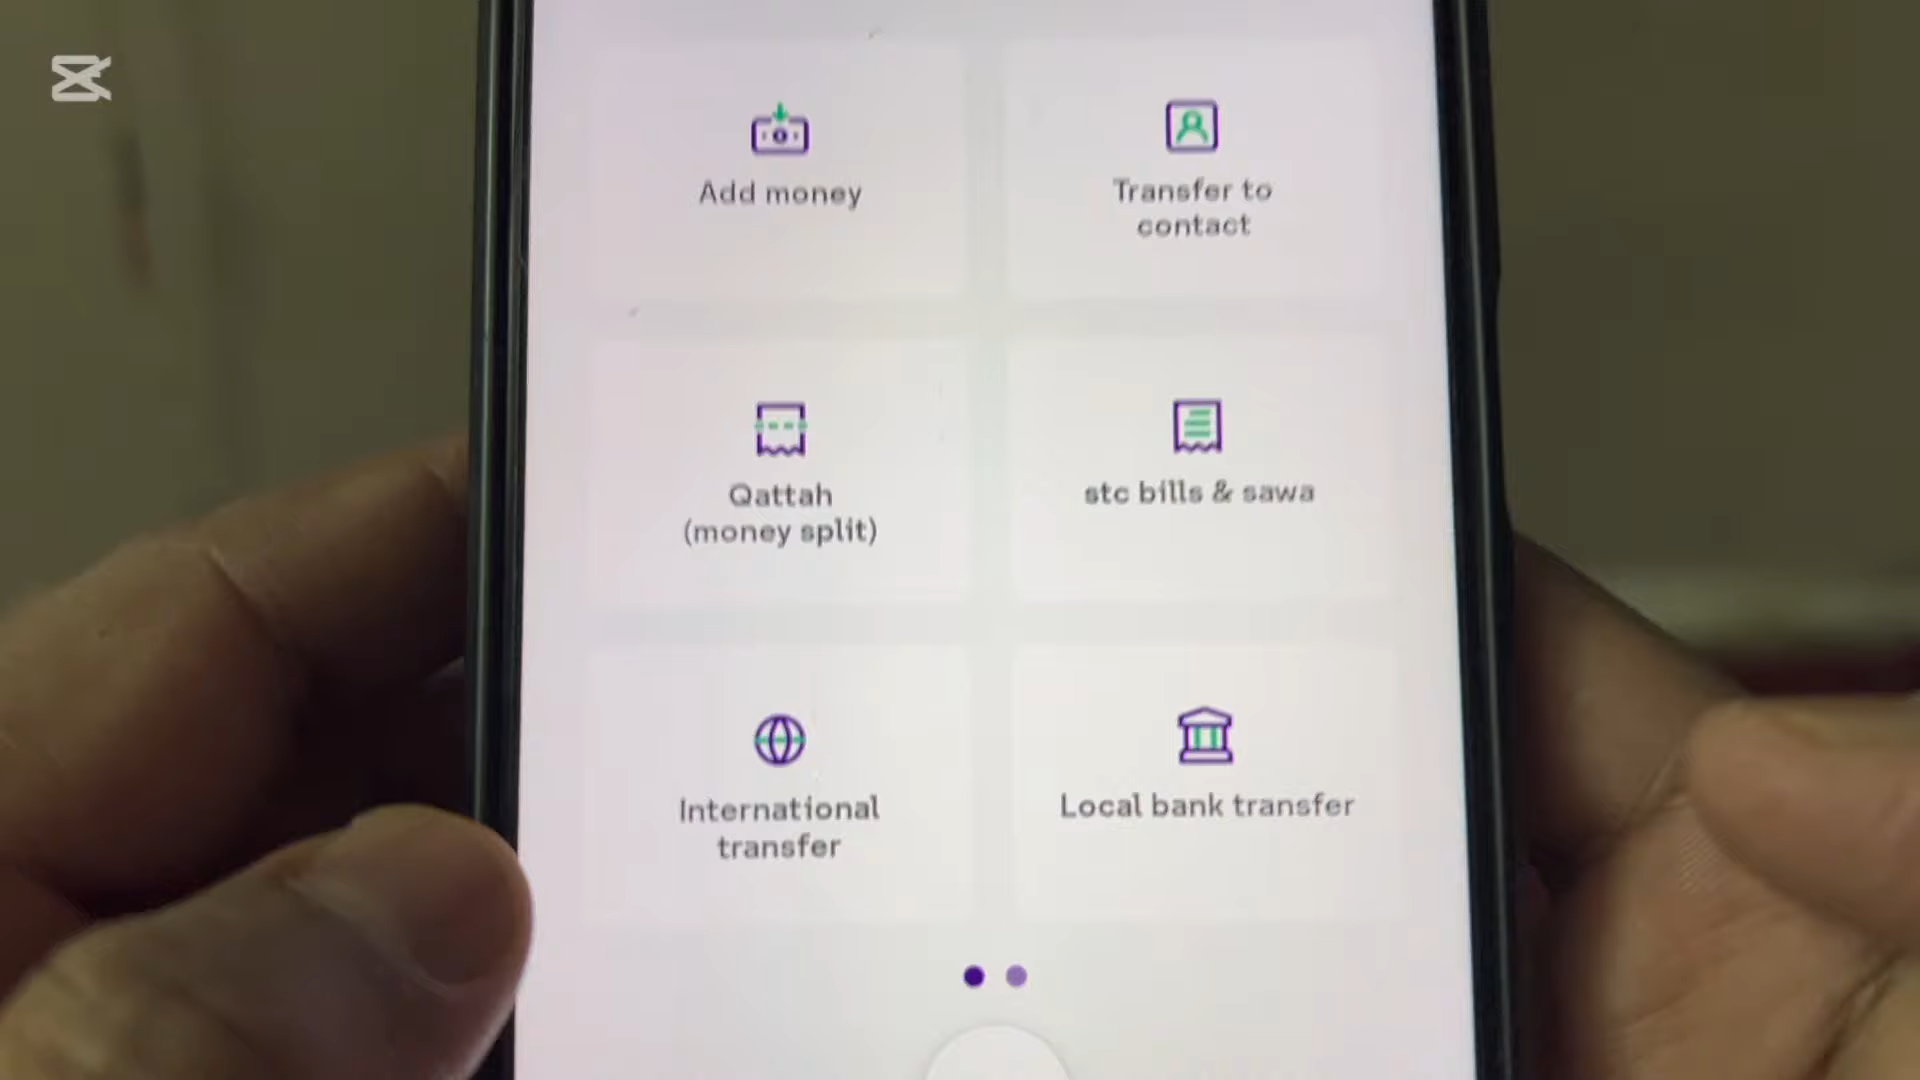 Add money
Transfer to
contact
Qattah
(money split)
stc bills & sawa
International
transfer
Local bank transfer